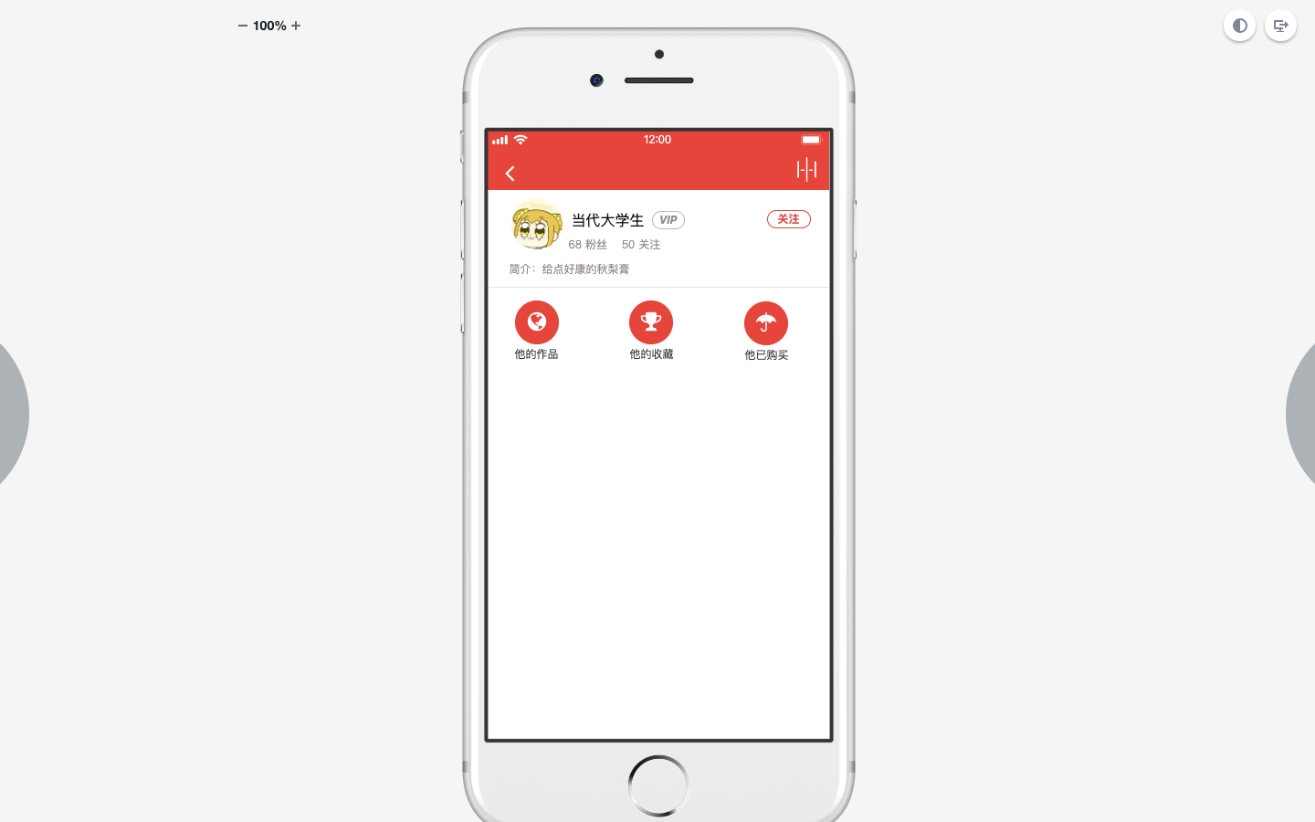 − 100% +
12:00
当代大学生 VIP 关注
68 粉丝 50 关注
简介：给点好康的秋梨膏
他的作品 他的收藏 他已购买